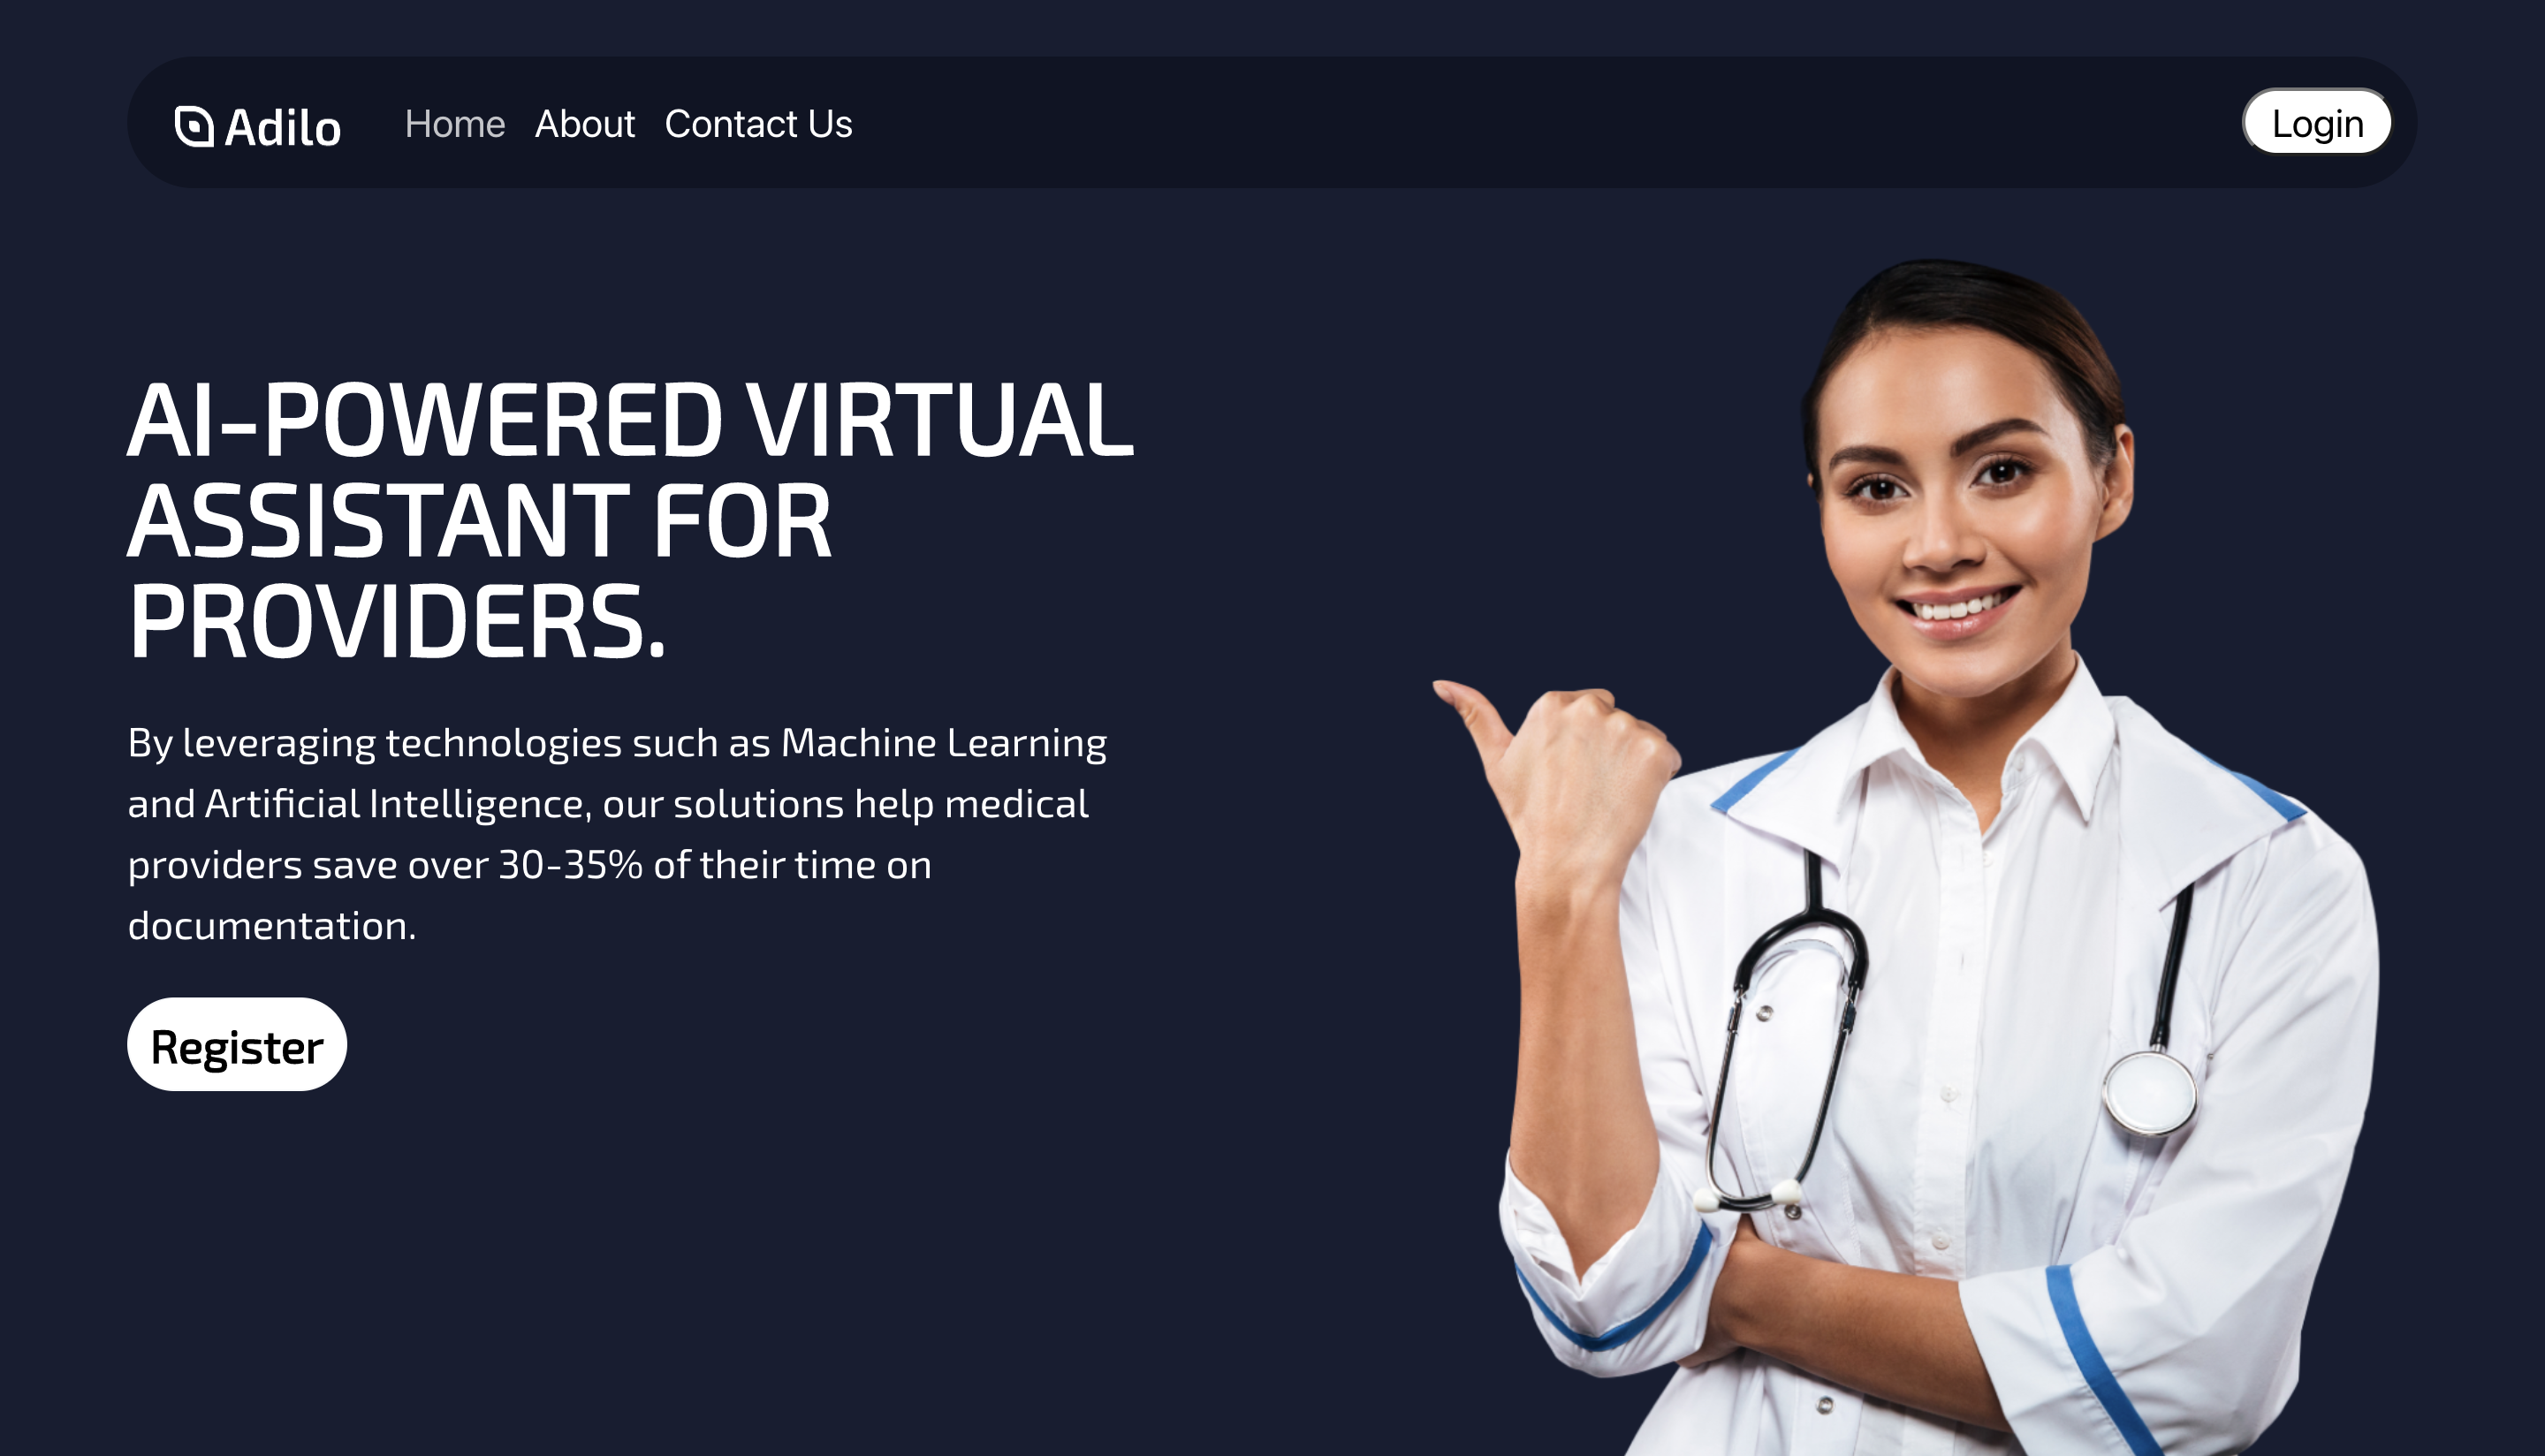 Adilo
Home About Contact Us
Login
AI-POWERED VIRTUAL
ASSISTANT FOR
PROVIDERS.
By leveraging technologies such as Machine Learning
and Artificial Intelligence, our solutions help medical
providers save over 30-35% of their time on
documentation.
Register